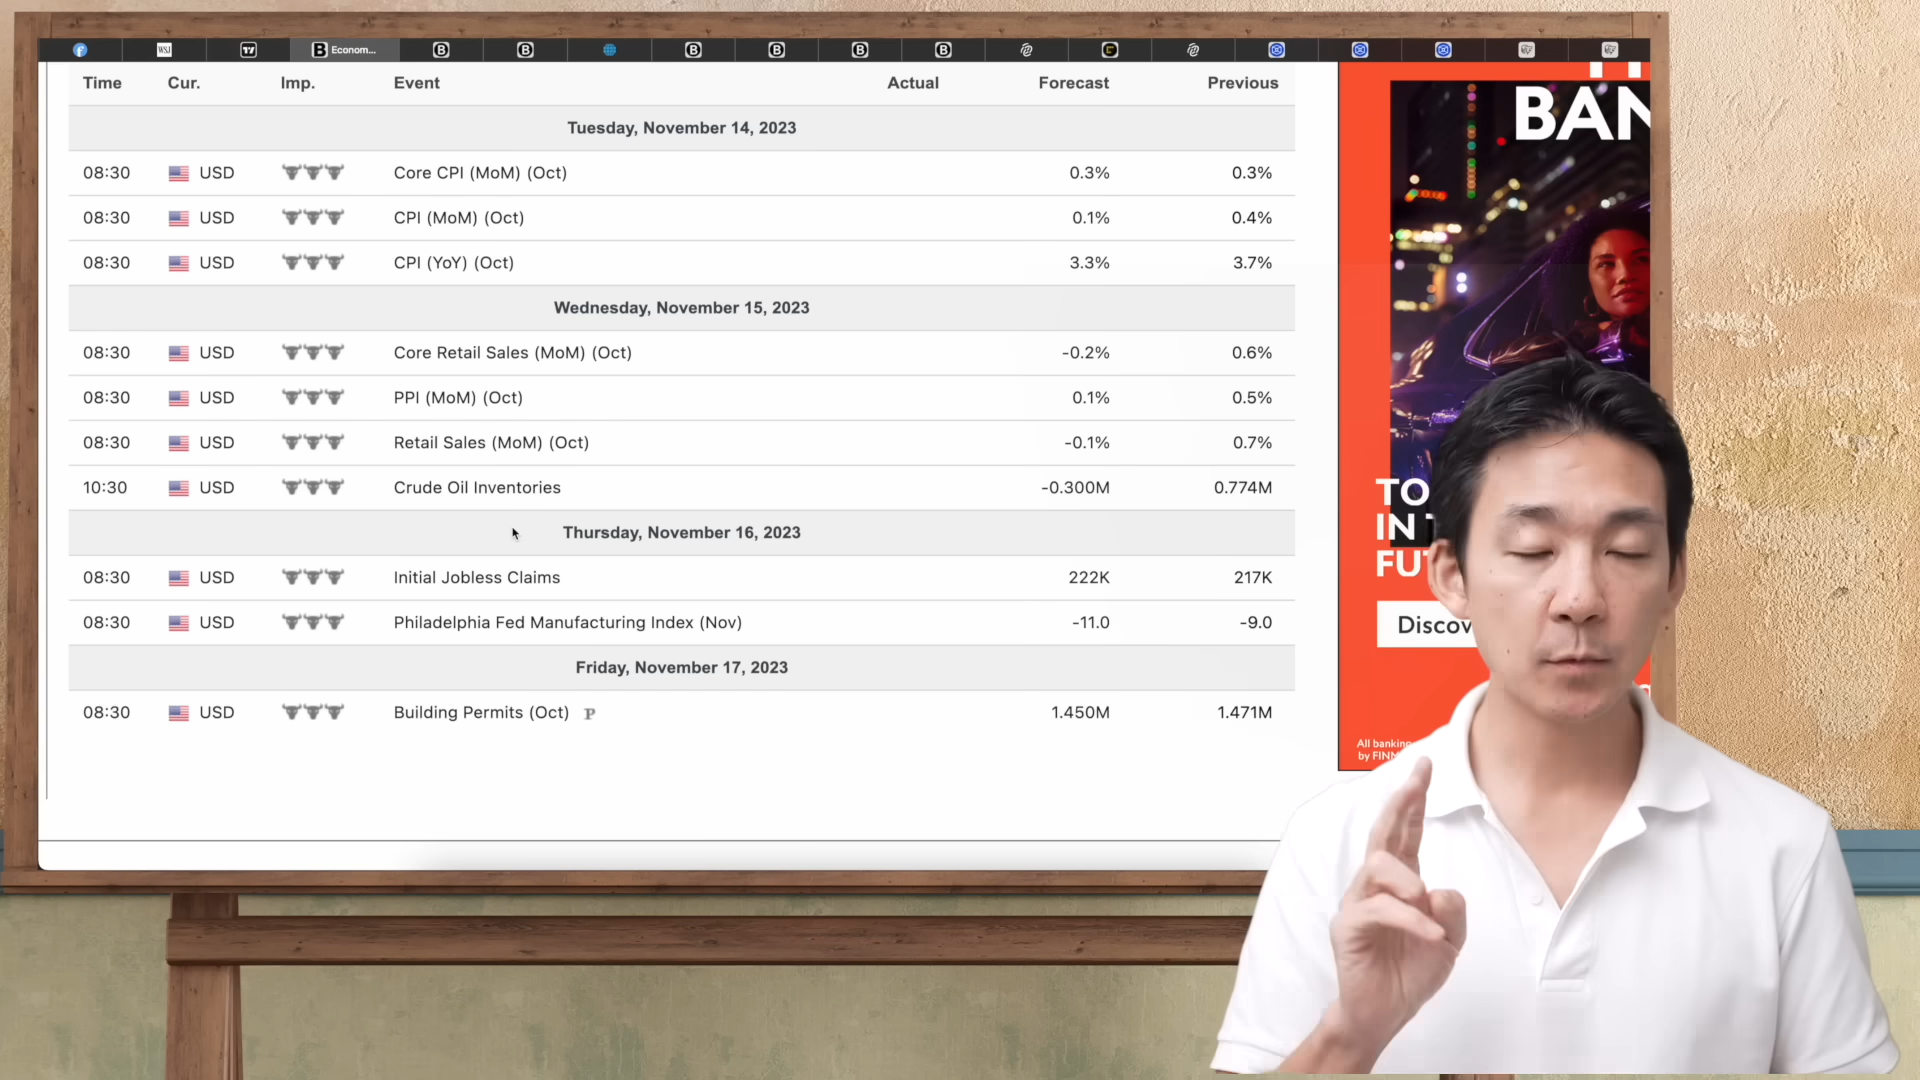 WSJ
Econom...
Time Cur. Imp. Event Actual Forecast Previous
Tuesday, November 14, 2023
08:30 USD Core CPI (MoM) (Oct) 0.3% 0.3%
08:30 USD CPI (MoM) (Oct) 0.1% 0.4%
08:30 USD CPI (YoY) (Oct) 3.3% 3.7%
Wednesday, November 15, 2023
08:30 USD Core Retail Sales (MoM) (Oct) -0.2% 0.6%
08:30 USD PPI (MoM) (Oct) 0.1% 0.5%
08:30 USD Retail Sales (MoM) (Oct) -0.1% 0.7%
10:30 USD Crude Oil Inventories -0.300M 0.774M
Thursday, November 16, 2023
08:30 USD Initial Jobless Claims 222K 217K
08:30 USD Philadelphia Fed Manufacturing Index (Nov) -11.0 -9.0
Friday, November 17, 2023
08:30 USD Building Permits (Oct) P 1.450M 1.471M
BAN
TO
IN
FU
Discov
All banking
by FINN